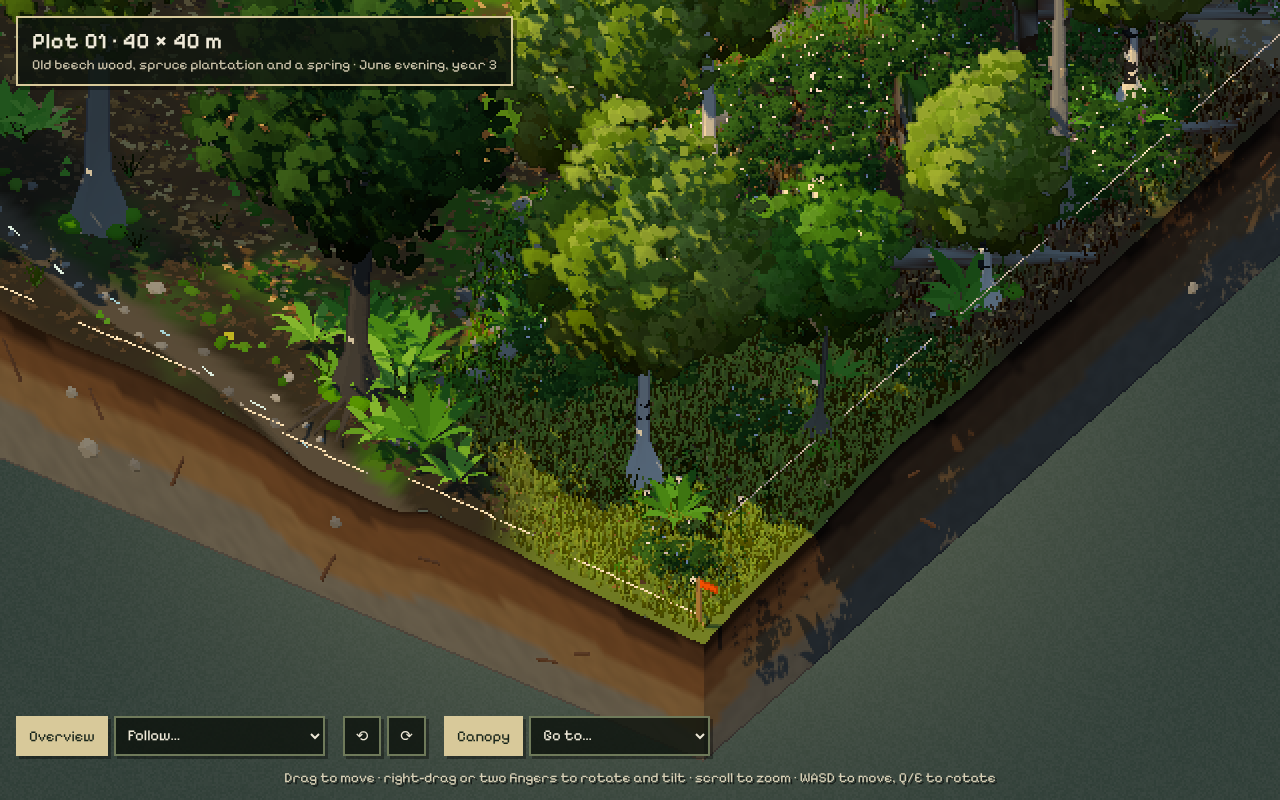 Plot 01 · 40 × 40 m
Old beech wood, spruce plantation and a spring · June evening, year 3
Overview
Follow...
⟲
⟳
Canopy
Go to...
Drag to move · right-drag or two fingers to rotate and tilt · scroll to zoom · WASD to move, Q/E to rotate